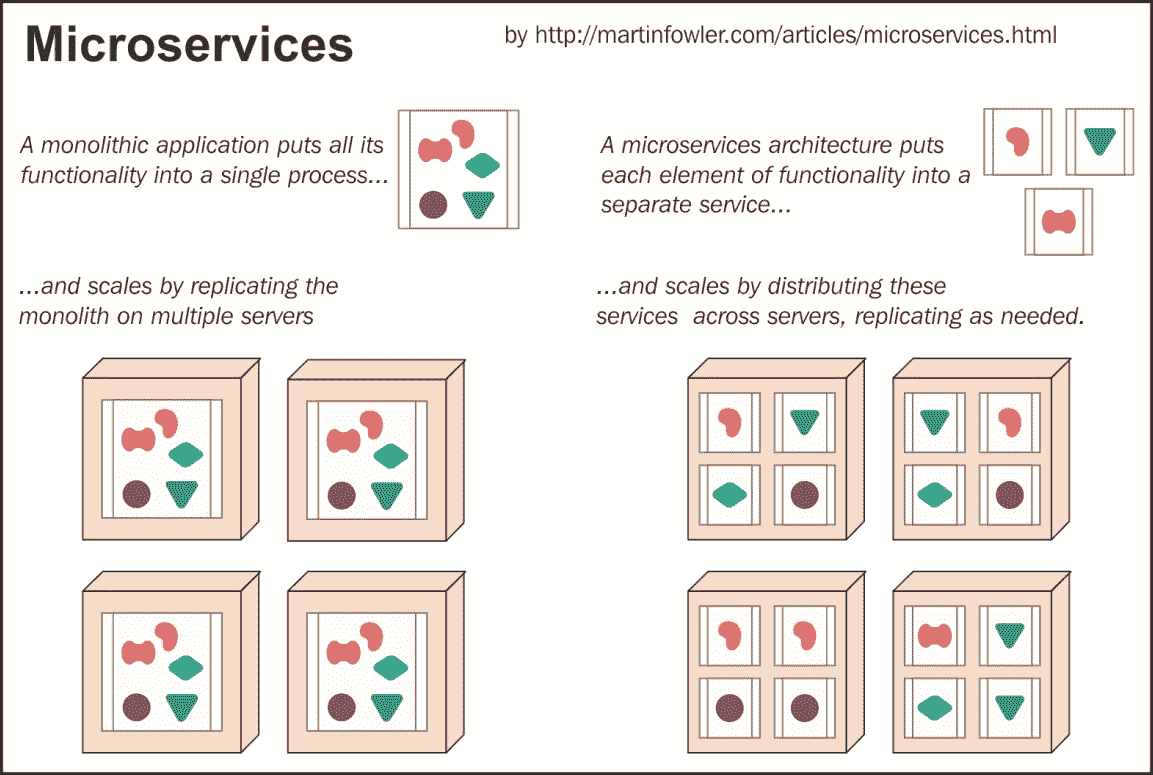 Microservices
by http://martinfowler.com/articles/microservices.html
A monolithic application puts all its
functionality into a single process...
A microservices architecture puts
each element of functionality into a
separate service...
...and scales by replicating the
monolith on multiple servers
...and scales by distributing these
services across servers, replicating as needed.